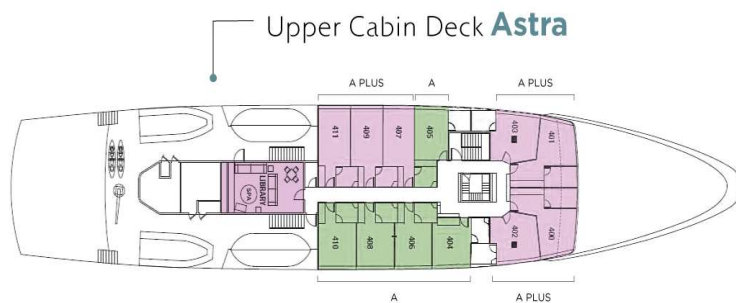 Upper Cabin Deck Astra
A PLUS
A
A PLUS
411
409
407
405
403
401
LIBRARY
SPA
410
408
406
404
402
400
A
A PLUS